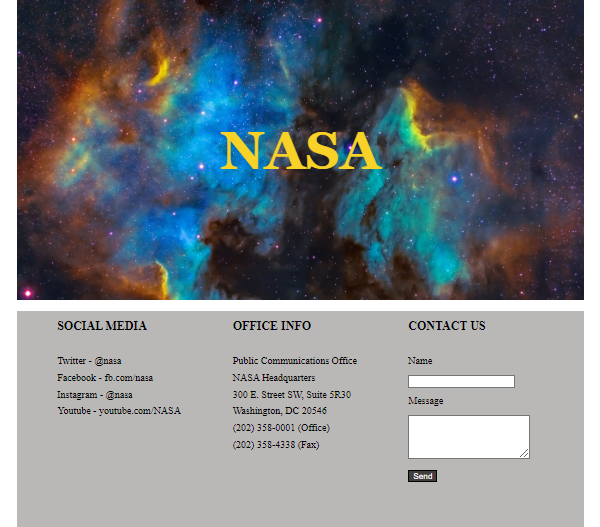 NASA
SOCIAL MEDIA
Twitter - @nasa
Facebook - fb.com/nasa
Instagram - @nasa
Youtube - youtube.com/NASA
OFFICE INFO
Public Communications Office
NASA Headquarters
300 E. Street SW, Suite 5R30
Washington, DC 20546
(202) 358-0001 (Office)
(202) 358-4338 (Fax)
CONTACT US
Name
Message
Send